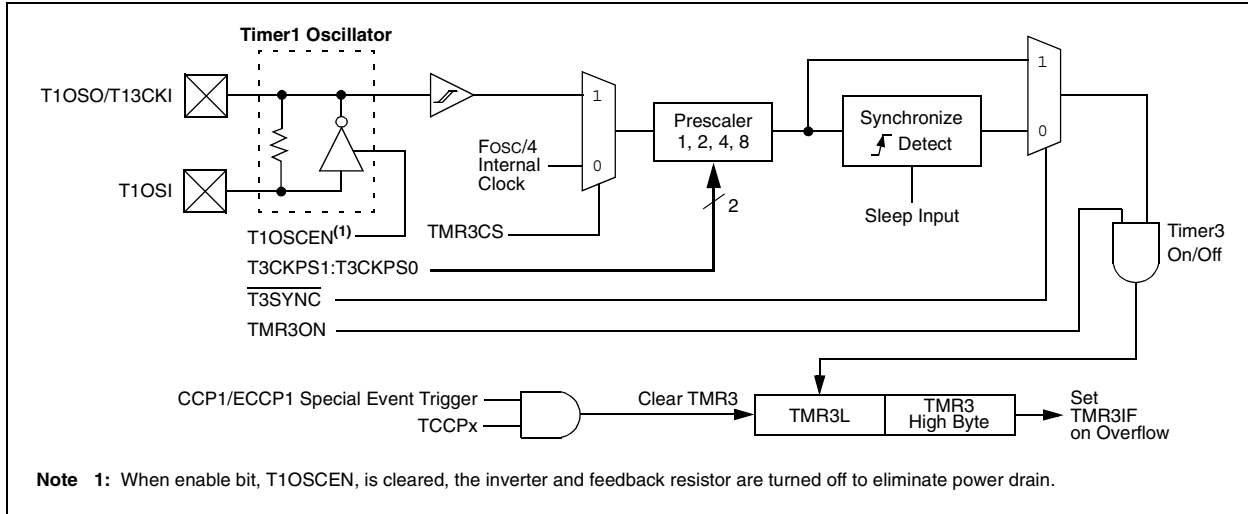 Timer1 Oscillator
T1OSO/T13CKI
T1OSI
1
0
FOSC/4
Internal
Clock
Prescaler
1, 2, 4, 8
2
Synchronize
Detect
Sleep Input
1
0
T1OSCEN(1)
TMR3CS
T3CKPS1:T3CKPS0
T3SYNC
TMR3ON
Timer3
On/Off
CCP1/ECCP1 Special Event Trigger
TCCPx
Clear TMR3
TMR3L
TMR3
High Byte
Set
TMR3IF
on Overflow
Note 1: When enable bit, T1OSCEN, is cleared, the inverter and feedback resistor are turned off to eliminate power drain.